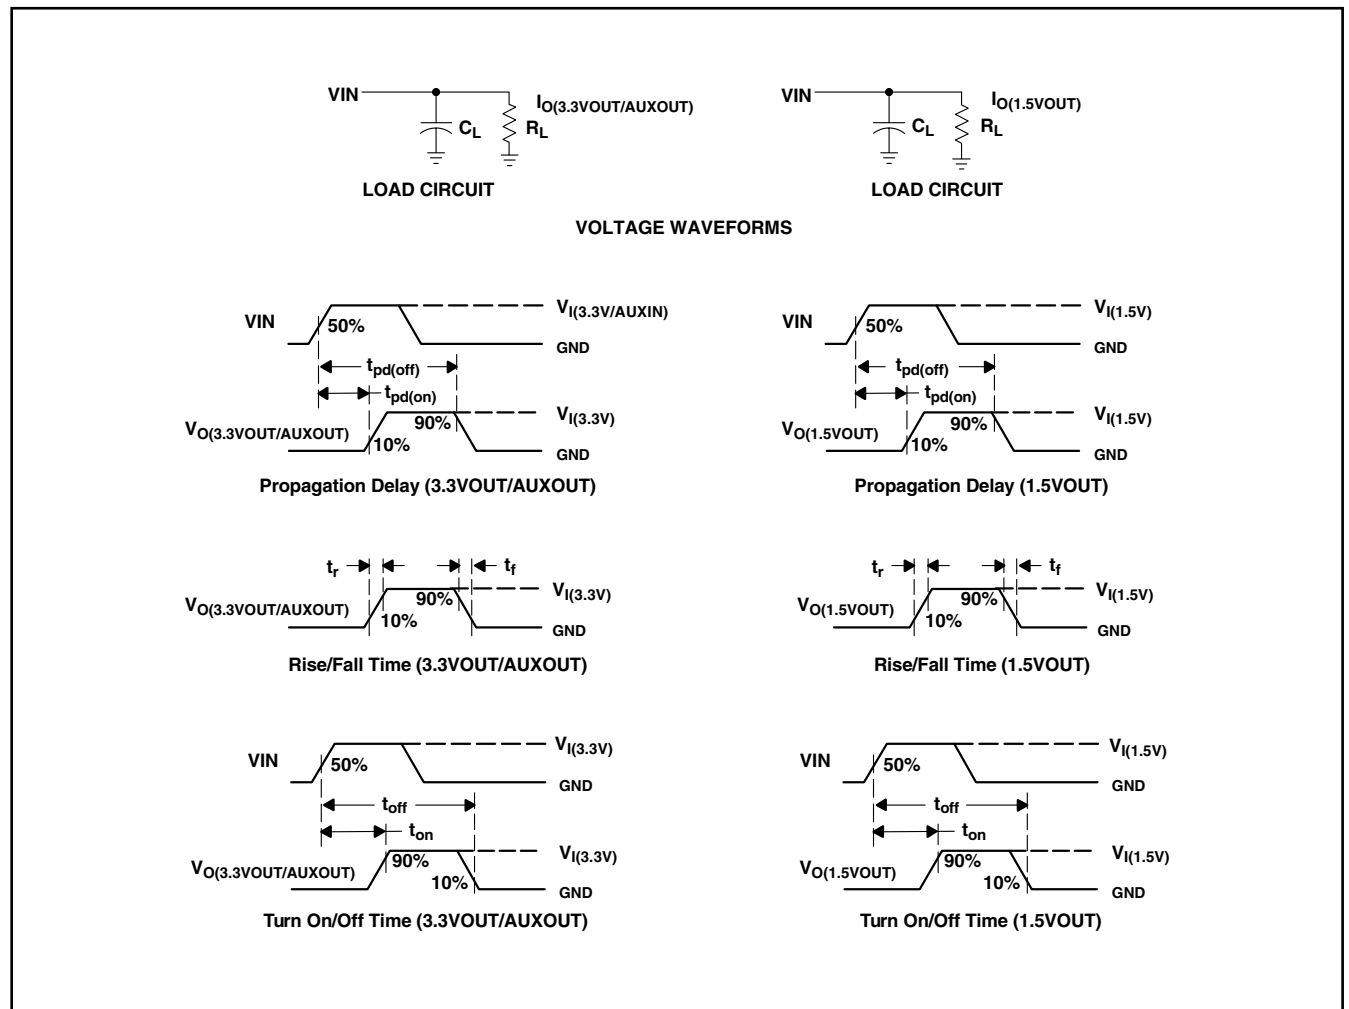 VIN
I_O(3.3VOUT/AUXOUT)
C_L
R_L
LOAD CIRCUIT
VIN
I_O(1.5VOUT)
C_L
R_L
LOAD CIRCUIT
VOLTAGE WAVEFORMS
VIN
50%
V_I(3.3V/AUXIN)
GND
t_pd(off)
t_pd(on)
V_O(3.3VOUT/AUXOUT)
90%
10%
V_I(3.3V)
GND
Propagation Delay (3.3VOUT/AUXOUT)
VIN
50%
V_I(1.5V)
GND
t_pd(off)
t_pd(on)
V_O(1.5VOUT)
90%
10%
V_I(1.5V)
GND
Propagation Delay (1.5VOUT)
t_r
t_f
V_O(3.3VOUT/AUXOUT)
90%
10%
V_I(3.3V)
GND
Rise/Fall Time (3.3VOUT/AUXOUT)
t_r
t_f
V_O(1.5VOUT)
90%
10%
V_I(1.5V)
GND
Rise/Fall Time (1.5VOUT)
VIN
50%
V_I(3.3V)
GND
t_off
t_on
V_O(3.3VOUT/AUXOUT)
90%
10%
V_I(3.3V)
GND
Turn On/Off Time (3.3VOUT/AUXOUT)
VIN
50%
V_I(1.5V)
GND
t_off
t_on
V_O(1.5VOUT)
90%
10%
V_I(1.5V)
GND
Turn On/Off Time (1.5VOUT)